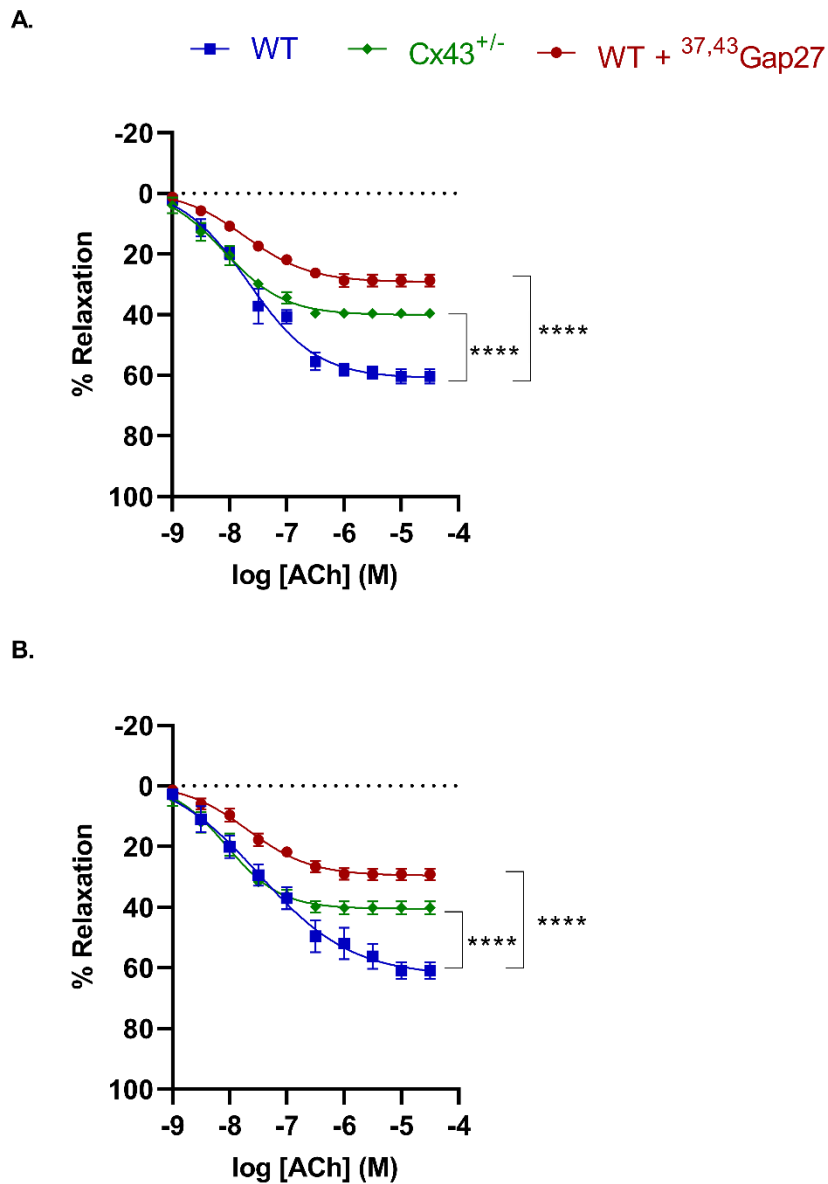 A.
WT Cx43+/- WT + 37,43Gap27
-20
0
20
40
60
80
100
% Relaxation
****
****
-9 -8 -7 -6 -5 -4
log [ACh] (M)
B.
-20
0
20
40
60
80
100
% Relaxation
****
****
-9 -8 -7 -6 -5 -4
log [ACh] (M)